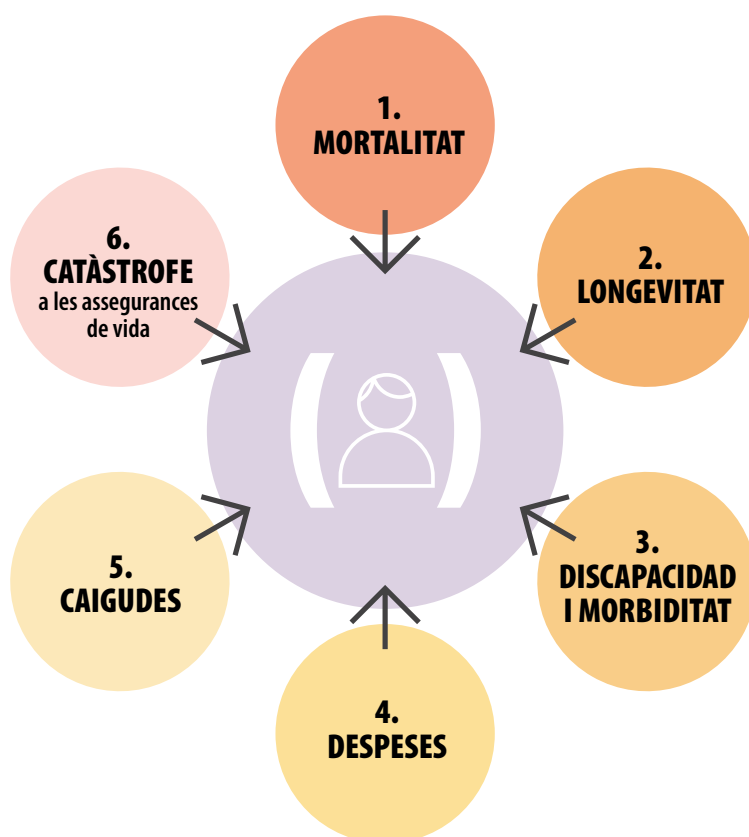 1.
MORTALITAT
2.
LONGEVITAT
3.
DISCAPACIDAD
I MORBIDITAT
4.
DESPESES
5.
CAIGUDES
6.
CATÀSTROFE
a les assegurances
de vida